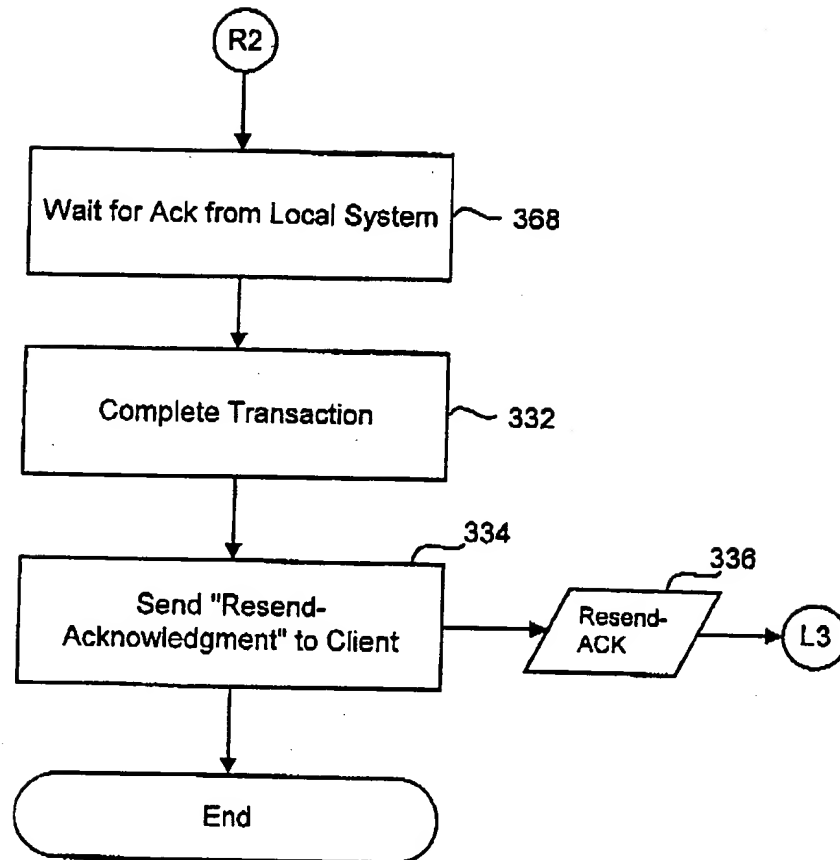 R2
Wait for Ack from Local System
368
Complete Transaction
332
334
Send "Resend-
Acknowledgment" to Client
336
Resend-
ACK
L3
End